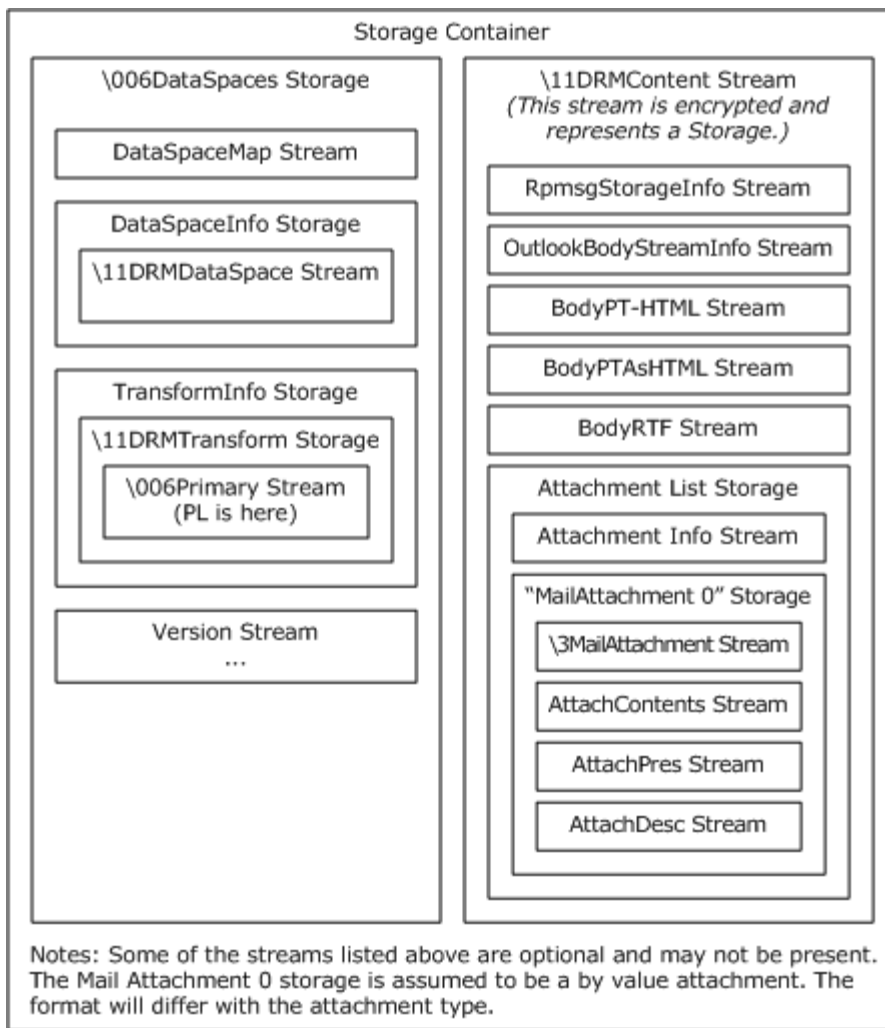 Storage Container
\006DataSpaces Storage
DataSpaceMap Stream
DataSpaceInfo Storage
\11DRMDataSpace Stream
TransformInfo Storage
\11DRMTransform Storage
\006Primary Stream
(PL is here)
Version Stream
...
\11DRMContent Stream
(This stream is encrypted and
represents a Storage.)
RpmsgStorageInfo Stream
OutlookBodyStreamInfo Stream
BodyPT-HTML Stream
BodyPTAsHTML Stream
BodyRTF Stream
Attachment List Storage
Attachment Info Stream
“MailAttachment 0” Storage
\3MailAttachment Stream
AttachContents Stream
AttachPres Stream
AttachDesc Stream
Notes: Some of the streams listed above are optional and may not be present.
The Mail Attachment 0 storage is assumed to be a by value attachment. The
format will differ with the attachment type.